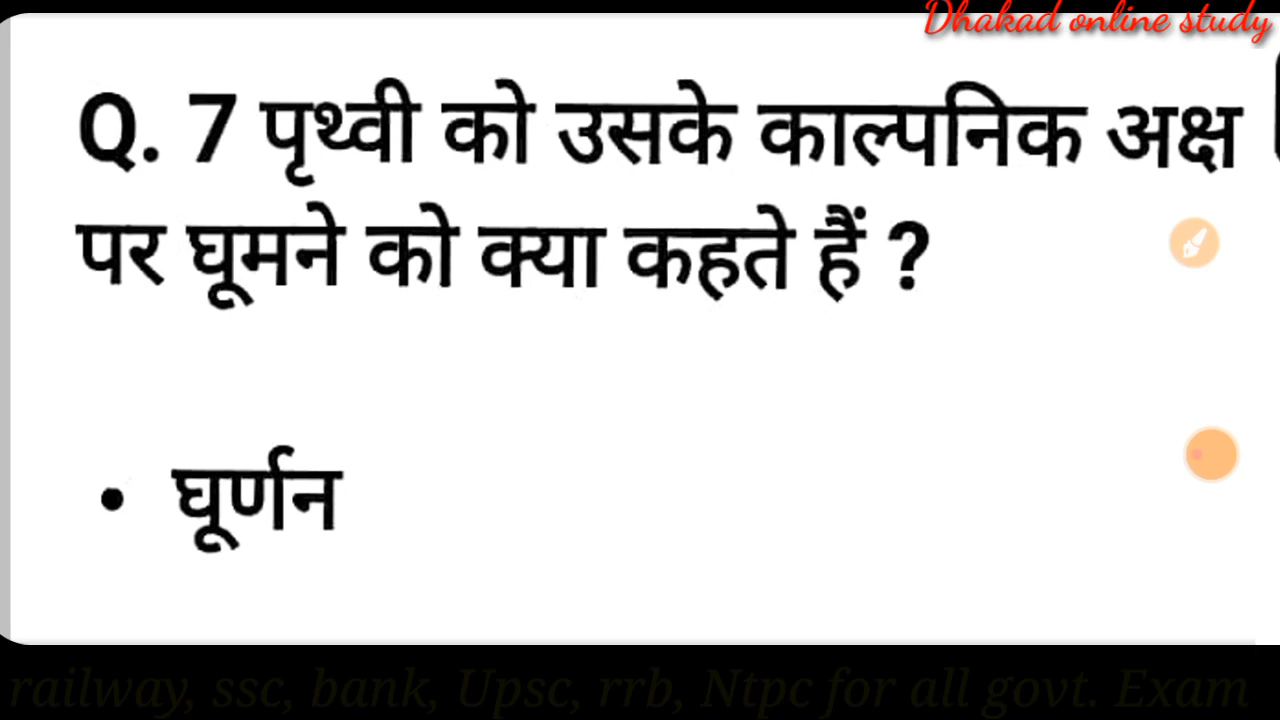 Dhakad online study
Q. 7 पृथ्वी को उसके काल्पनिक अक्ष
पर घूमने को क्या कहते हैं ?
• घूर्णन
railway, ssc, bank, Upsc, rrb, Ntpc for all govt. Exam